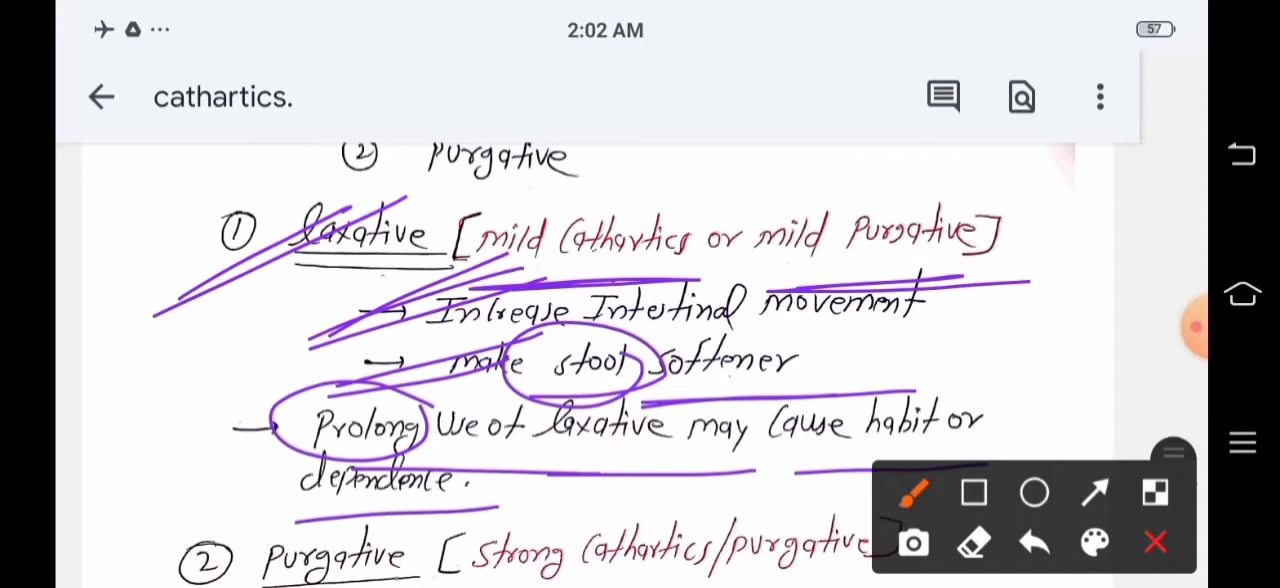 2:02 AM
57
cathartics.
② Purgative
① laxative [mild Cathartics or mild Purgative]
→ Increase Intestinal movement
→ make stool softener
→ Prolong Use of laxative may Cause habit or
dependence.
② Purgative [Strong Cathartics/purgative]